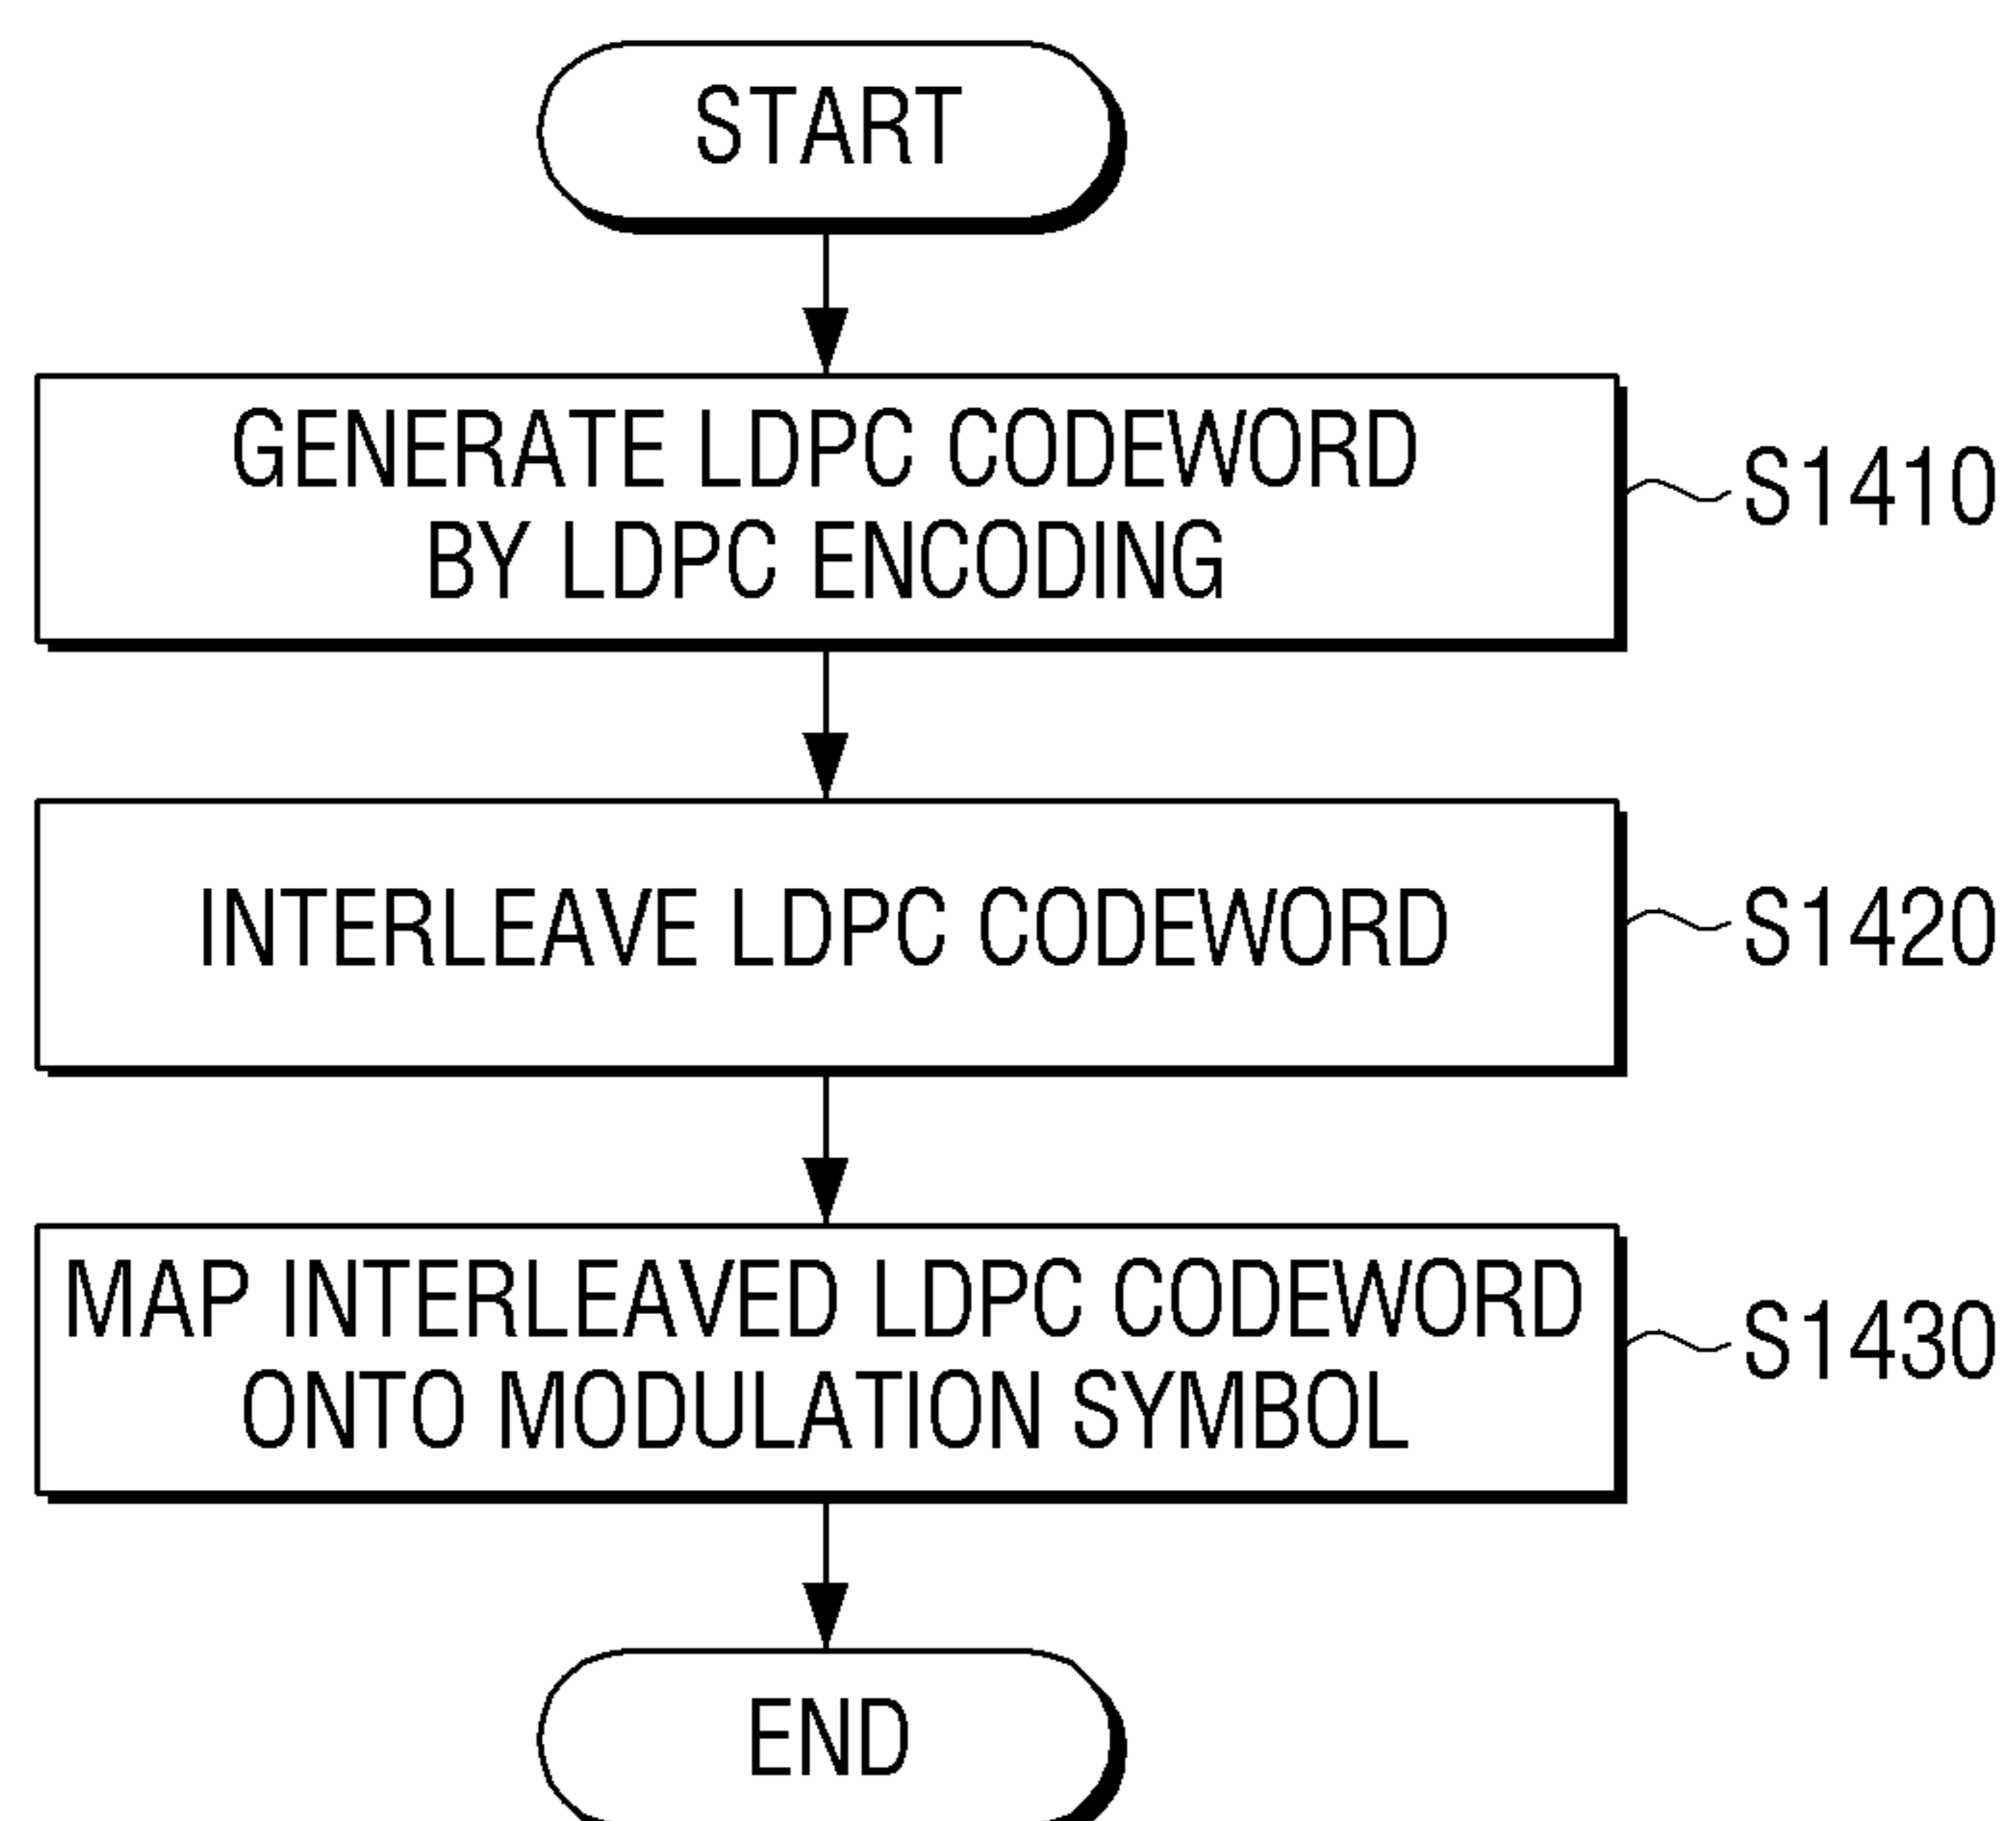 START
GENERATE LDPC CODEWORD
BY LDPC ENCODING
S1410
INTERLEAVE LDPC CODEWORD
S1420
MAP INTERLEAVED LDPC CODEWORD
ONTO MODULATION SYMBOL
S1430
END